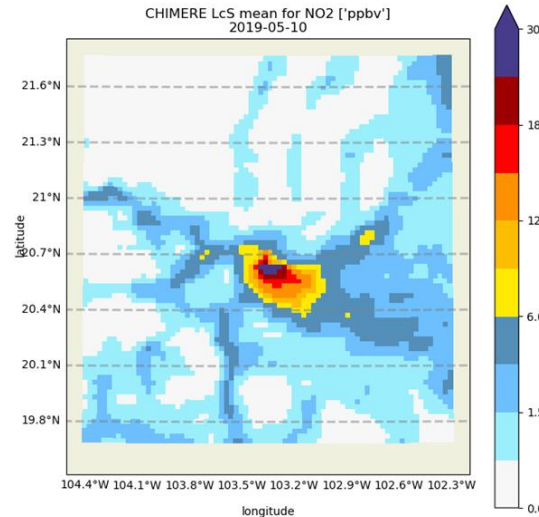 CHIMERE LcS mean for NO2 ['ppbv']
2019-05-10
30
18
12
6.0
1.5
0.0
21.6°N
21.3°N
21°N
20.7°N
20.4°N
20.1°N
19.8°N
latitude
104.4°W 104.1°W 103.8°W 103.5°W 103.2°W 102.9°W 102.6°W 102.3°W
longitude